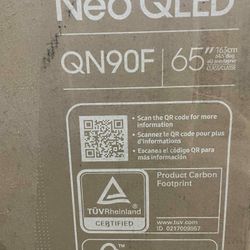 Neo QLED
QN90F
65"
163cm
Scan the QR code for more
information
Scannez le code QR pour plus
d'informations
Escanea el código QR para
más información
TÜVRheinland
CERTIFIED
Product Carbon
Footprint
www.tuv.com
ID 0217009957